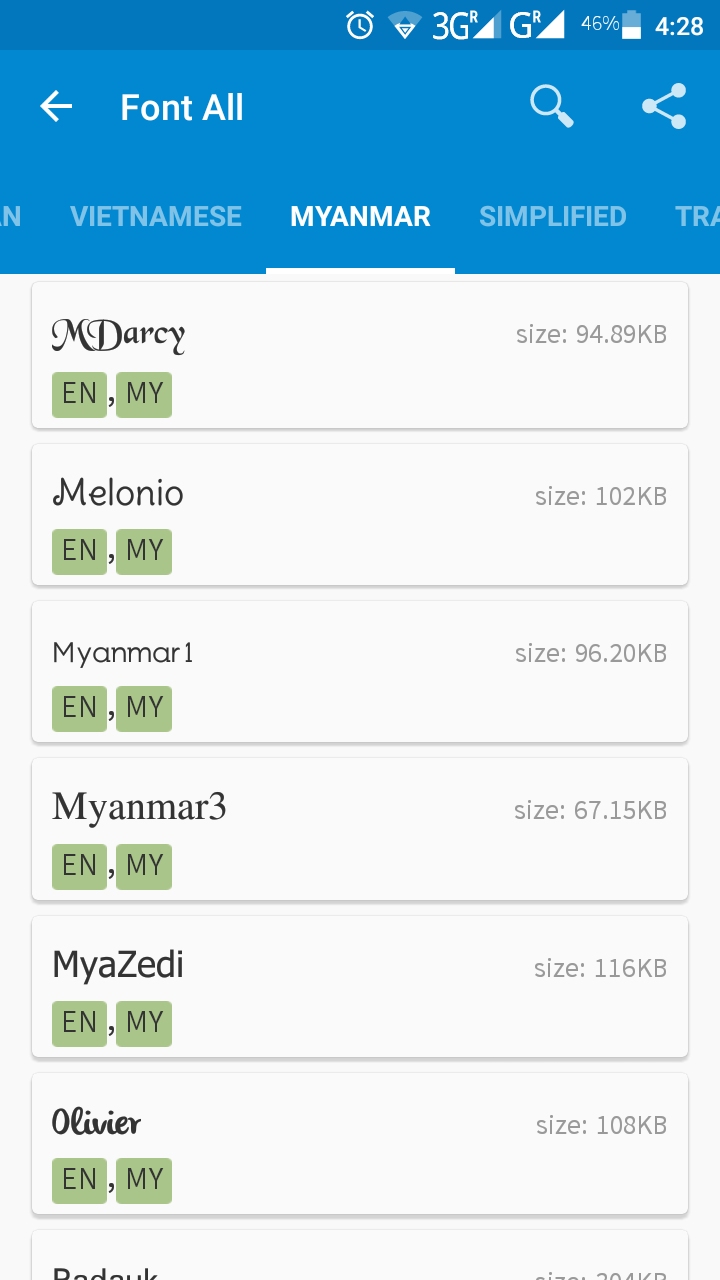 3G R G R 46% 4:28
Font All
AN VIETNAMESE MYANMAR SIMPLIFIED TRA
MDarcy size: 94.89KB
EN , MY
Melonio size: 102KB
EN , MY
Myanmar1 size: 96.20KB
EN , MY
Myanmar3 size: 67.15KB
EN , MY
MyaZedi size: 116KB
EN , MY
Olivier size: 108KB
EN , MY
Padauk size: 304KB